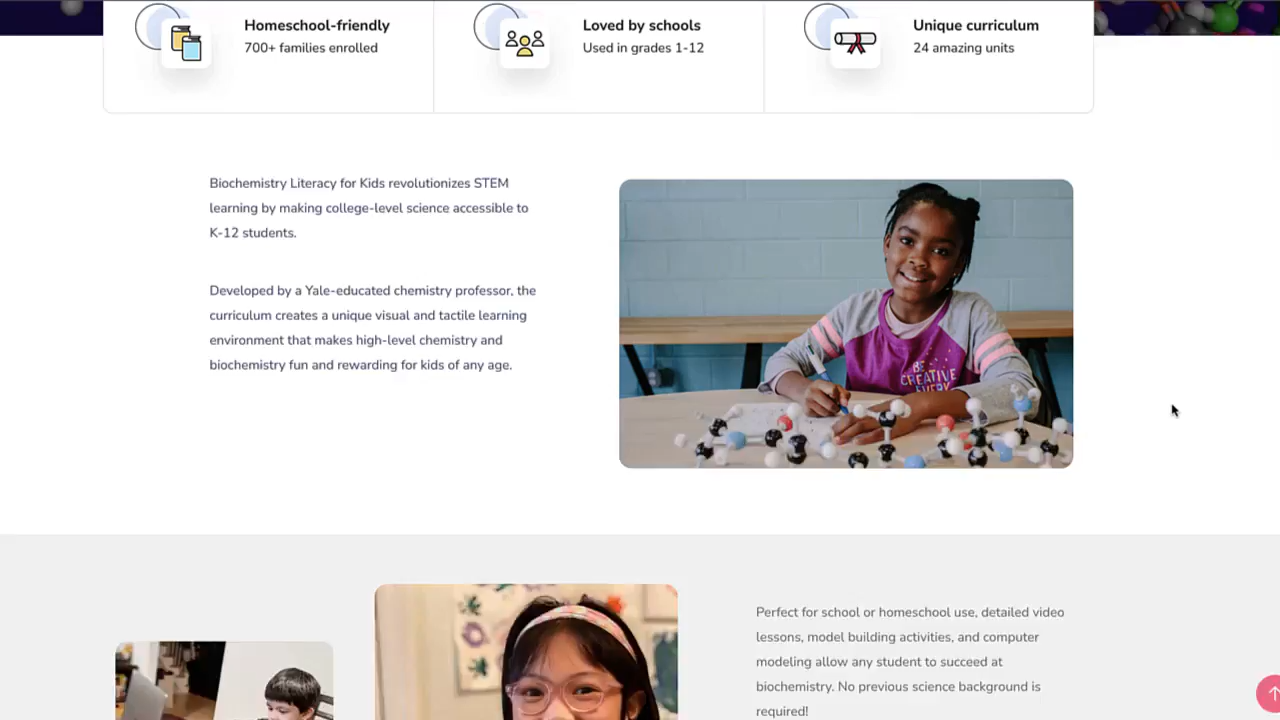 Homeschool-friendly
700+ families enrolled
Loved by schools
Used in grades 1-12
Unique curriculum
24 amazing units
Biochemistry Literacy for Kids revolutionizes STEM
learning by making college-level science accessible to
K-12 students.
Developed by a Yale-educated chemistry professor, the
curriculum creates a unique visual and tactile learning
environment that makes high-level chemistry and
biochemistry fun and rewarding for kids of any age.
BE
CREATIVE
EVERY
Perfect for school or homeschool use, detailed video
lessons, model building activities, and computer
modeling allow any student to succeed at
biochemistry. No previous science background is
required!